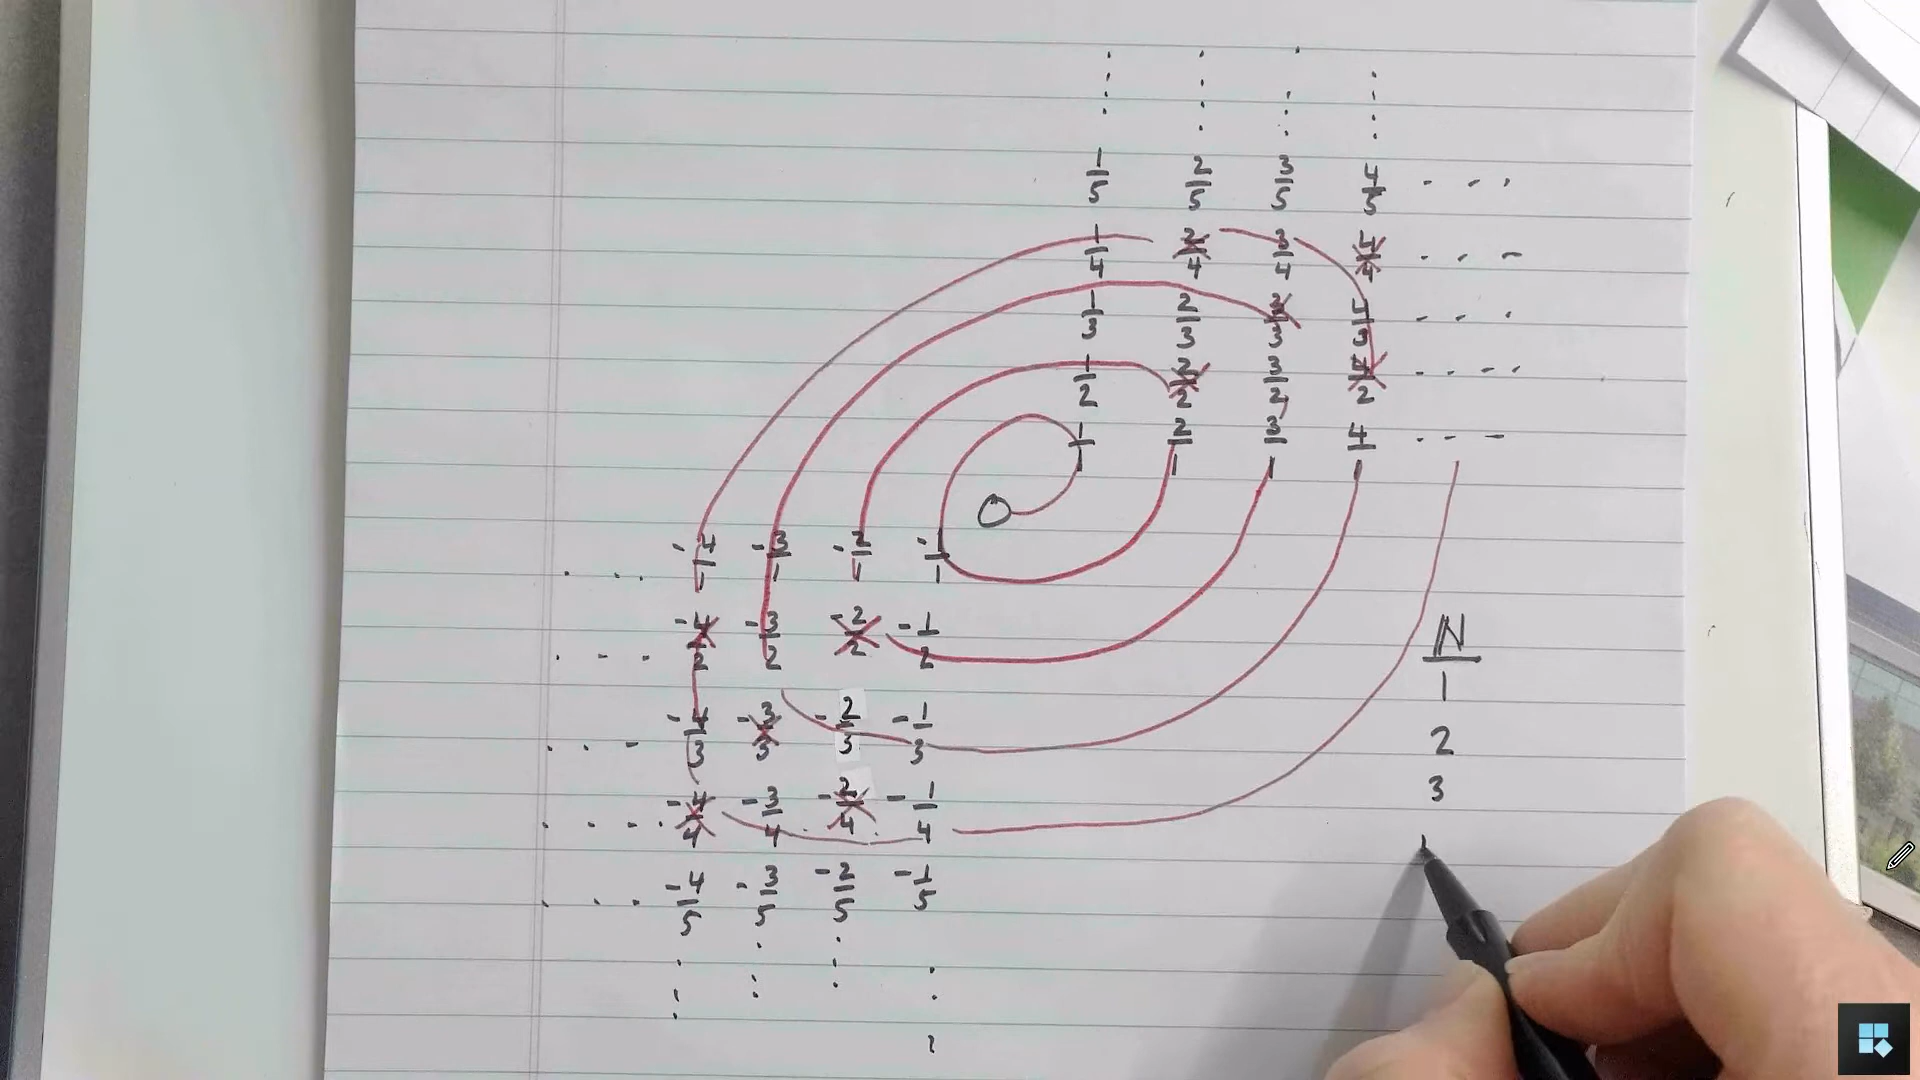 1/5 2/5 3/5 4/5 . . .
1/4 2/4 3/4 4/4 . . -
1/3 2/3 3/3 4/3 . . .
1/2 2/2 3/2 4/2 . . . .
1/1 2/1 3/1 4/1 - - -
0
. . . -4/1 -3/1 -2/1 -1/1
. . . -4/2 -3/2 -2/2 -1/2
. . . -4/3 -3/3 -2/3 -1/3
. . . . -4/4 -3/4 -2/4 -1/4
. . . -4/5 -3/5 -2/5 -1/5
ℕ
1
2
3